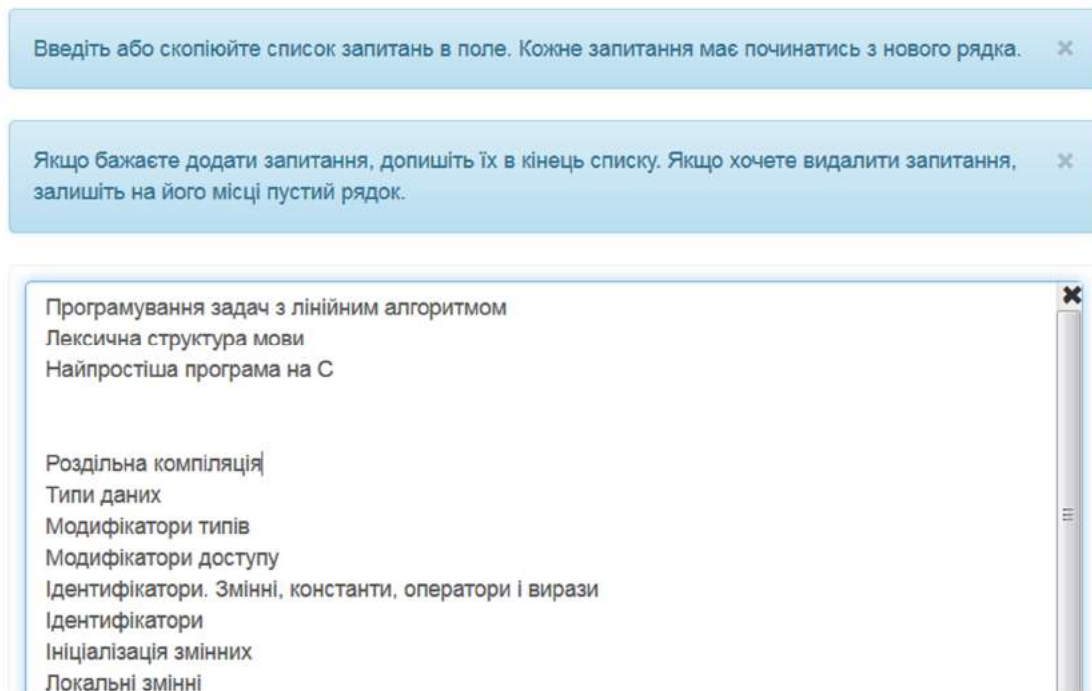 Введіть або скопіюйте список запитань в поле. Кожне запитання має починатись з нового рядка.
Якщо бажаєте додати запитання, допишіть їх в кінець списку. Якщо хочете видалити запитання,
залишіть на його місці пустий рядок.
Програмування задач з лінійним алгоритмом
Лексична структура мови
Найпростіша програма на С
Роздільна компіляція
Типи даних
Модифікатори типів
Модифікатори доступу
Ідентифікатори. Змінні, константи, оператори і вирази
Ідентифікатори
Ініціалізація змінних
Локальні змінні